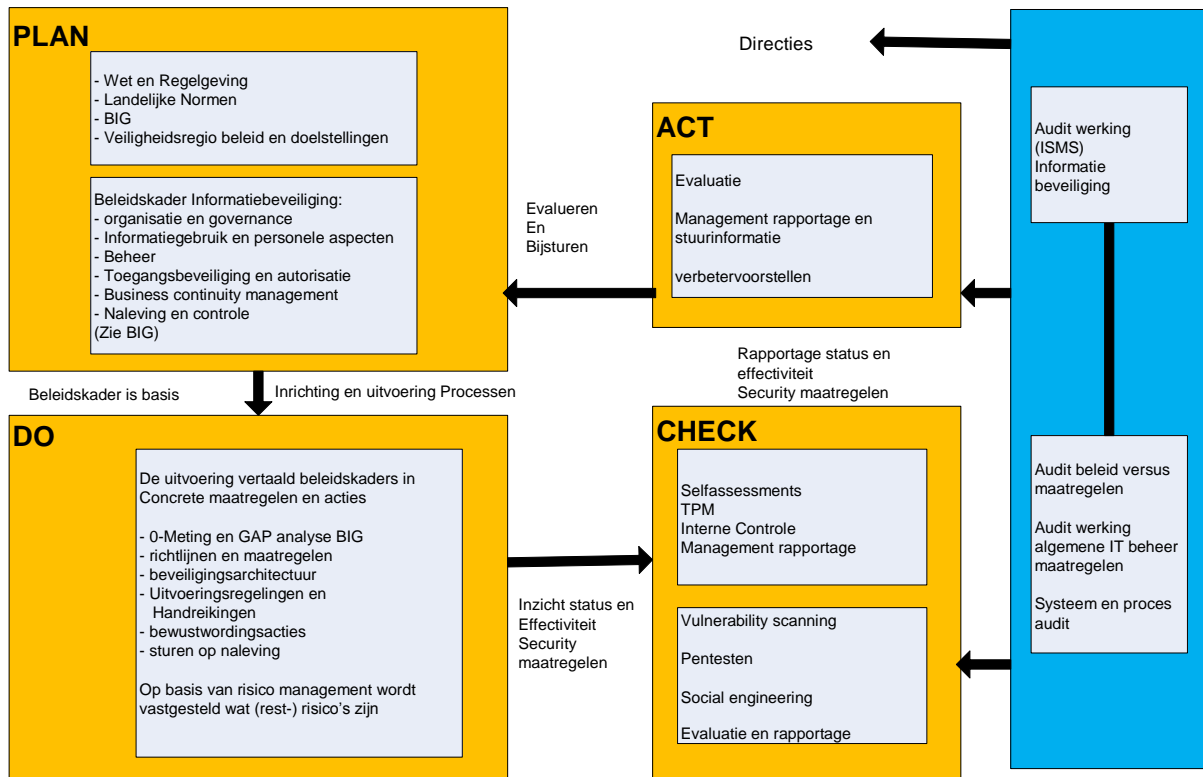 PLAN
- Wet en Regelgeving
- Landelijke Normen
- BIG
- Veiligheidsregio beleid en doelstellingen
Beleidskader Informatiebeveiliging:
- organisatie en governance
- Informatiegebruik en personele aspecten
- Beheer
- Toegangsbeveiliging en autorisatie
- Business continuity management
- Naleving en controle
(Zie BIG)
Evalueren
En
Bijsturen
Directies
ACT
Evaluatie
Management rapportage en
stuurinformatie
verbetervoorstellen
Audit werking
(ISMS)
Informatie
beveiliging
Beleidskader is basis
Inrichting en uitvoering Processen
Rapportage status en
effectiviteit
Security maatregelen
DO
De uitvoering vertaald beleidskaders in
Concrete maatregelen en acties
- 0-Meting en GAP analyse BIG
- richtlijnen en maatregelen
- beveiligingsarchitectuur
- Uitvoeringsregelingen en
Handreikingen
- bewustwordingsacties
- sturen op naleving
Op basis van risico management wordt
vastgesteld wat (rest-) risico's zijn
Inzicht status en
Effectiviteit
Security
maatregelen
CHECK
Selfassessments
TPM
Interne Controle
Management rapportage
Vulnerability scanning
Pentesten
Social engineering
Evaluatie en rapportage
Audit beleid versus
maatregelen
Audit werking
algemene IT beheer
maatregelen
Systeem en proces
audit